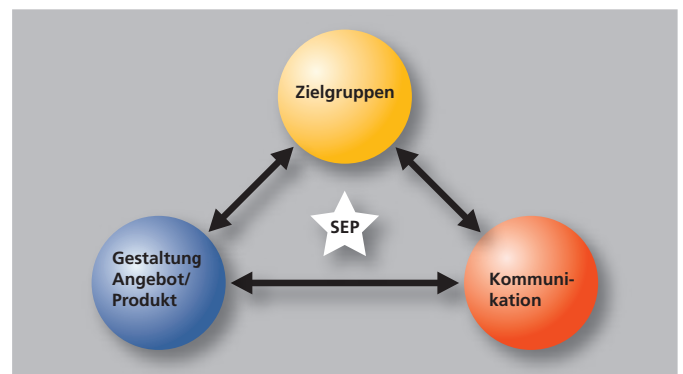 Zielgruppen
SEP
Gestaltung
Angebot/
Produkt
Kommuni-
kation